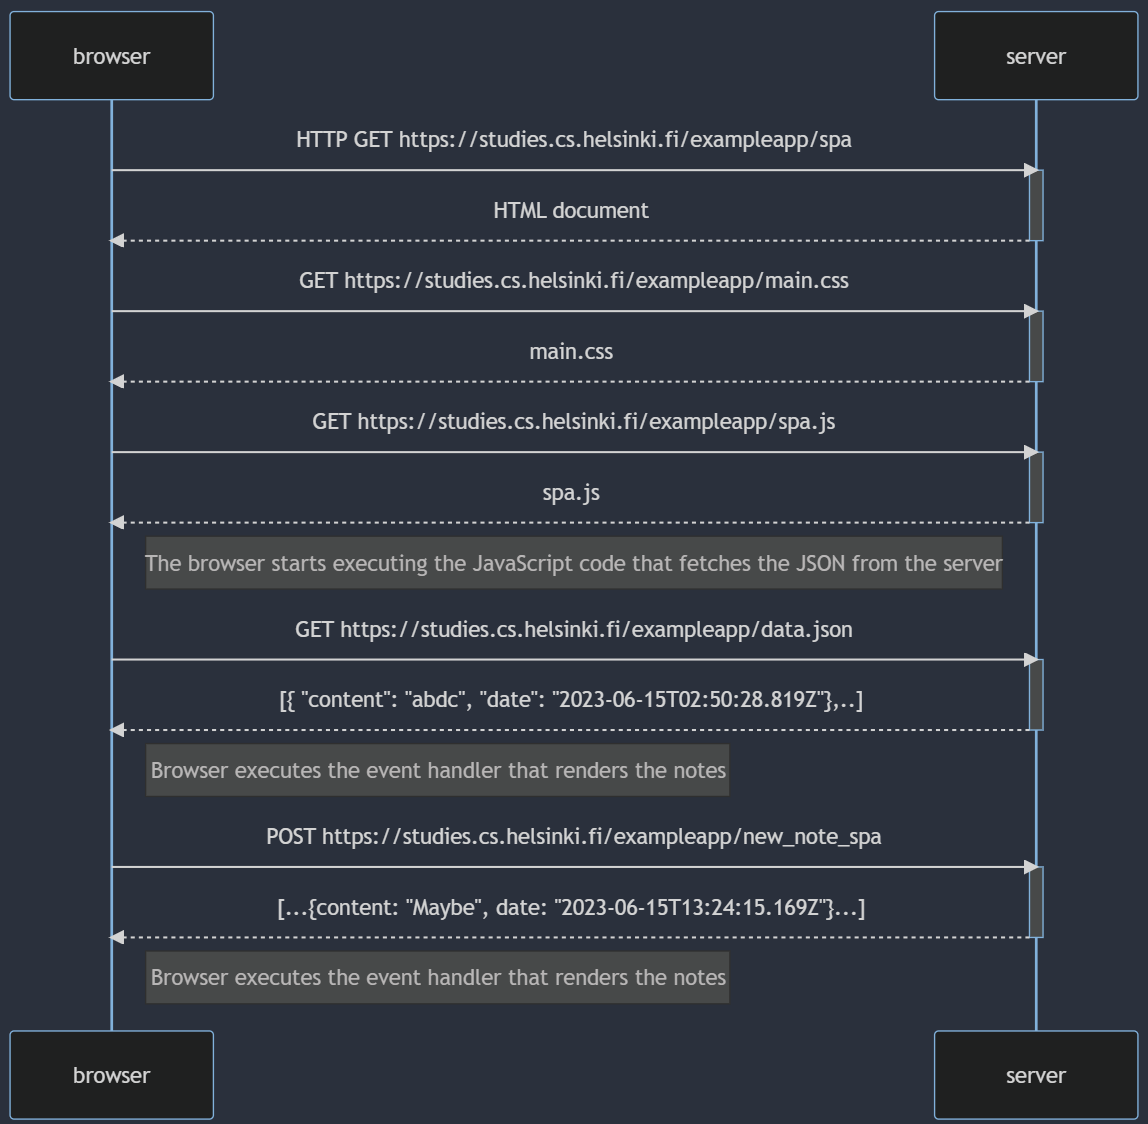 browser
server
HTTP GET https://studies.cs.helsinki.fi/exampleapp/spa
HTML document
GET https://studies.cs.helsinki.fi/exampleapp/main.css
main.css
GET https://studies.cs.helsinki.fi/exampleapp/spa.js
spa.js
The browser starts executing the JavaScript code that fetches the JSON from the server
GET https://studies.cs.helsinki.fi/exampleapp/data.json
[{ "content": "abdc", "date": "2023-06-15T02:50:28.819Z"},..]
Browser executes the event handler that renders the notes
POST https://studies.cs.helsinki.fi/exampleapp/new_note_spa
[...{content: "Maybe", date: "2023-06-15T13:24:15.169Z"}...]
Browser executes the event handler that renders the notes
browser
server